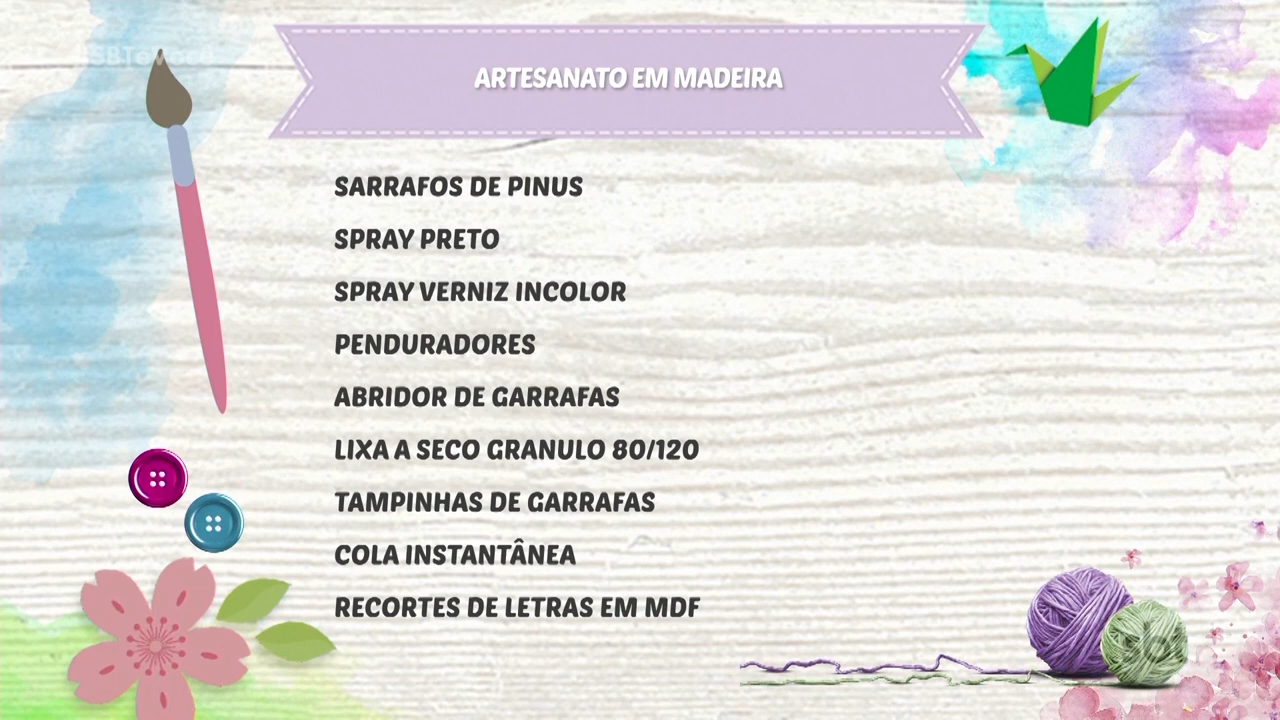 ARTESANATO EM MADEIRA
SARRAFOS DE PINUS
SPRAY PRETO
SPRAY VERNIZ INCOLOR
PENDURADORES
ABRIDOR DE GARRAFAS
LIXA A SECO GRANULO 80/120
TAMPINHAS DE GARRAFAS
COLA INSTANTÂNEA
RECORTES DE LETRAS EM MDF